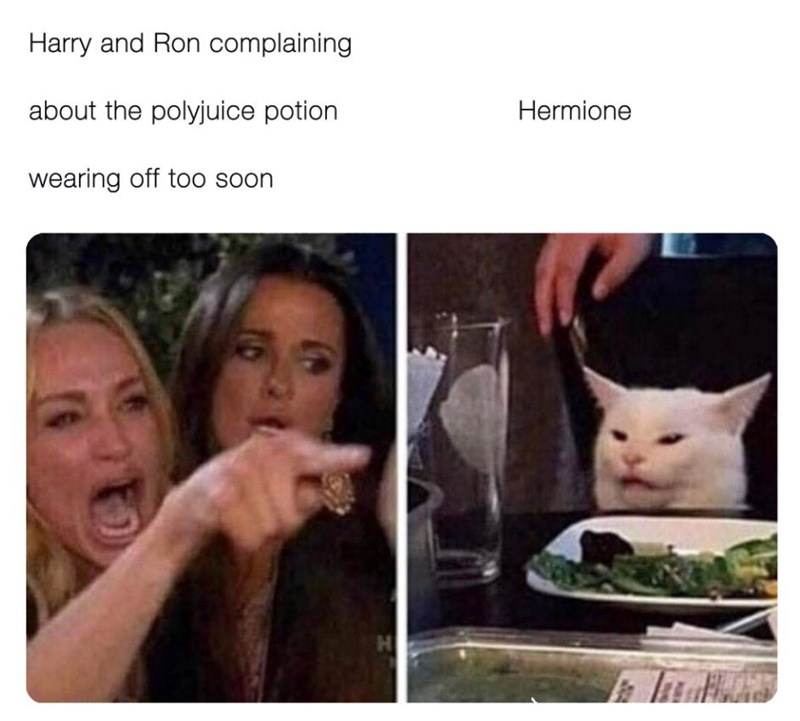 Harry and Ron complaining
about the polyjuice potion
wearing off too soon
Hermione
H